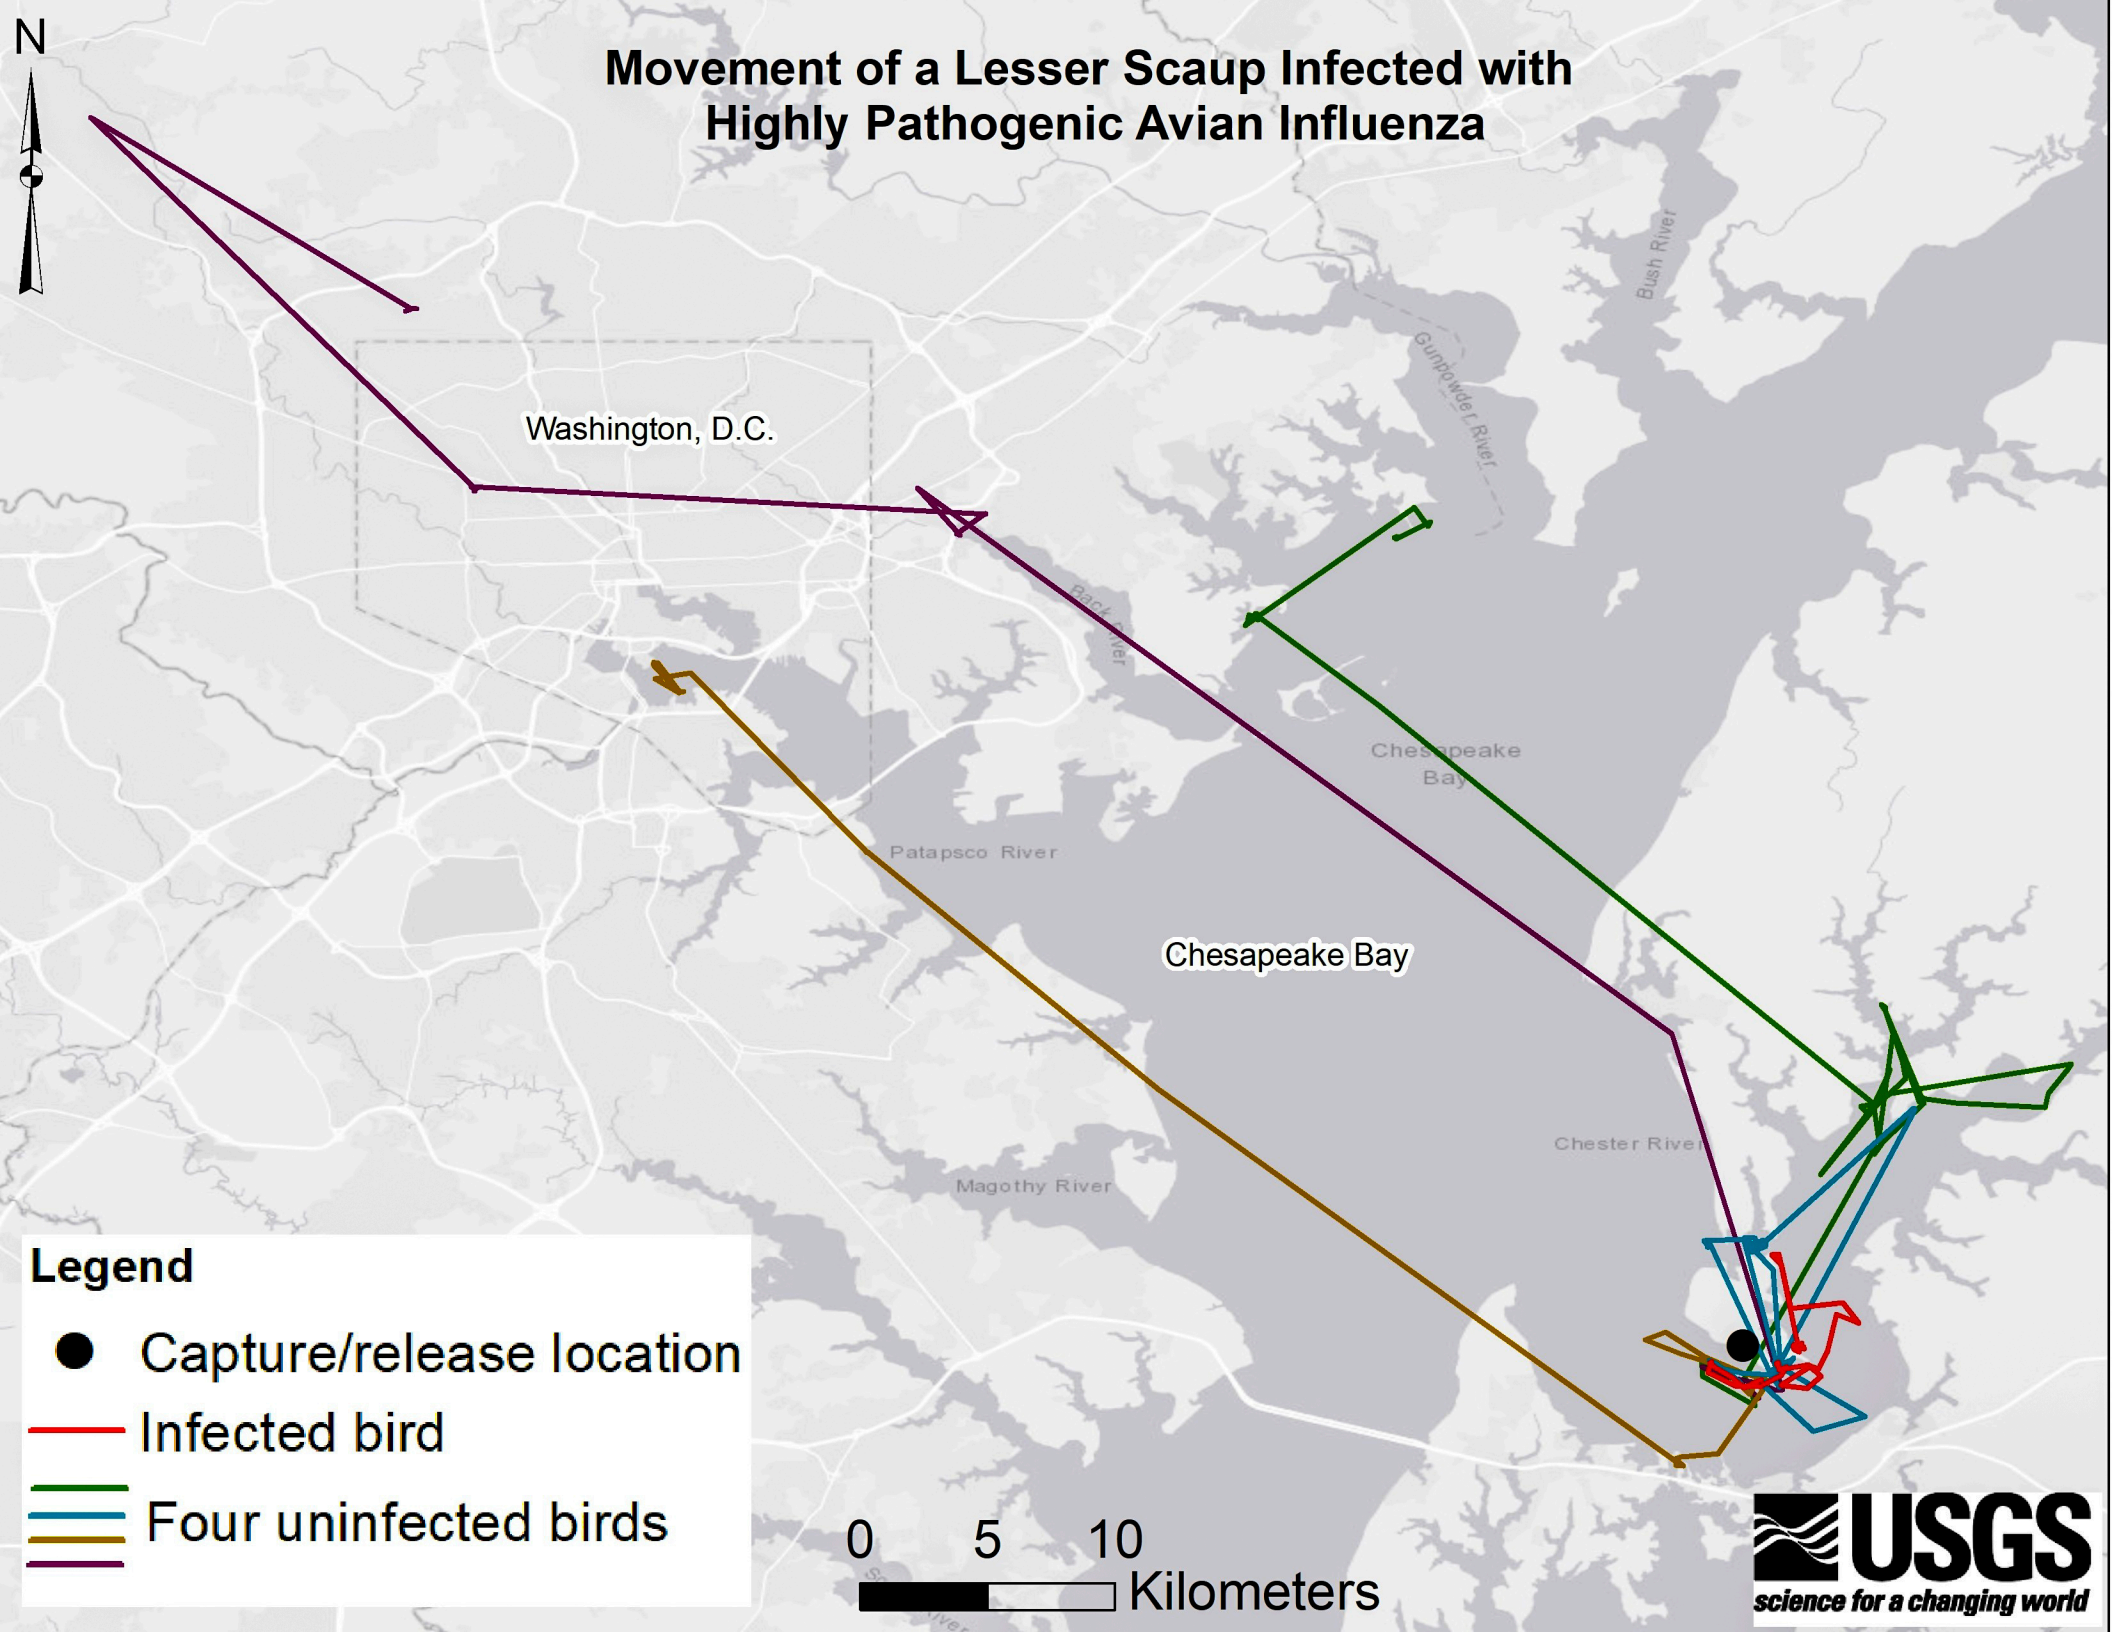 N
Movement of a Lesser Scaup Infected with
Highly Pathogenic Avian Influenza
Bush River
Gunpowder River
Washington, D.C.
Back River
Chesapeake
Bay
Patapsco River
Chesapeake Bay
Chester River
Magothy River
Legend
Capture/release location
Infected bird
Four uninfected birds
0 5 10
Kilometers
River
USGS
science for a changing world